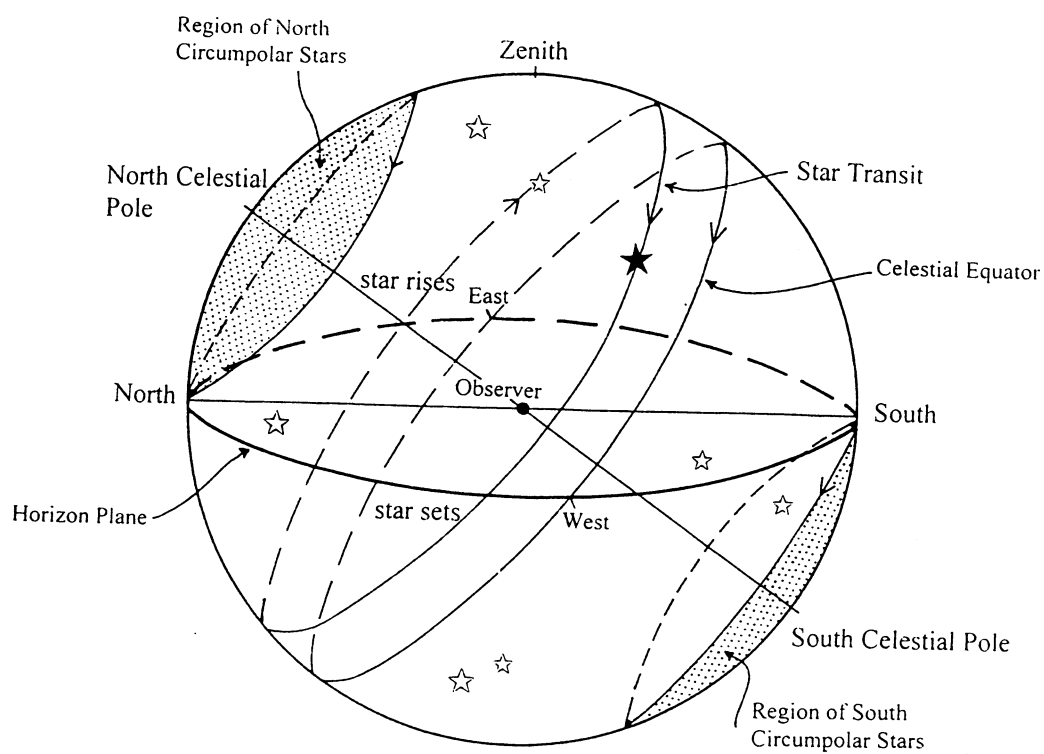 Region of North
Circumpolar Stars
Zenith
North Celestial
Pole
Star Transit
Celestial Equator
star rises
East
Observer
North
South
Horizon Plane
star sets
West
South Celestial Pole
Region of South
Circumpolar Stars